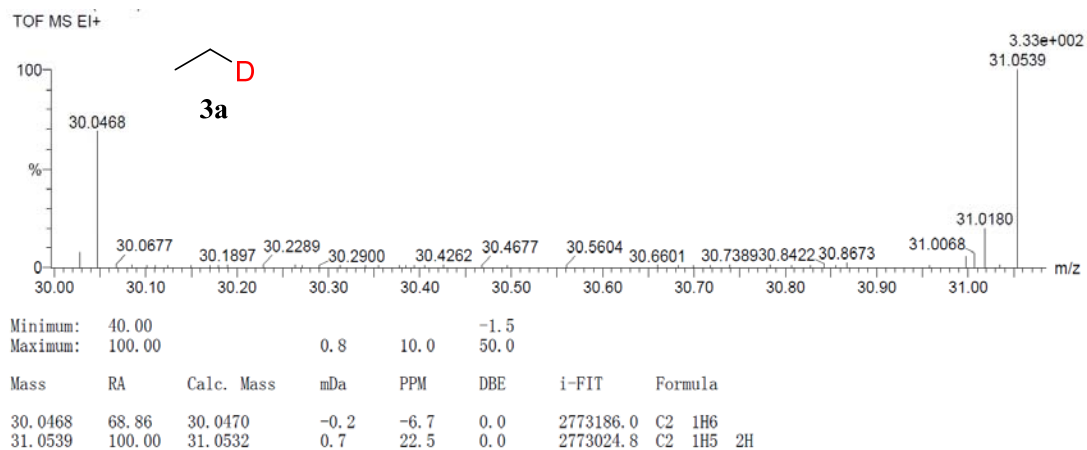 TOF MS EI+
3.33e+002
31.0539
100
D
3a
30.0468
%
31.0180
30.0677
30.1897
30.2289
30.2900
30.4262
30.4677
30.5604
30.6601
30.7389
30.8422
30.8673
31.0068
0
30.00 30.10 30.20 30.30 30.40 30.50 30.60 30.70 30.80 30.90 31.00
m/z
Minimum: 40.00 -1.5
Maximum: 100.00 0.8 10.0 50.0
Mass RA Calc. Mass mDa PPM DBE i-FIT Formula
30.0468 68.86 30.0470 -0.2 -6.7 0.0 2773186.0 C2 1H6
31.0539 100.00 31.0532 0.7 22.5 0.0 2773024.8 C2 1H5 2H